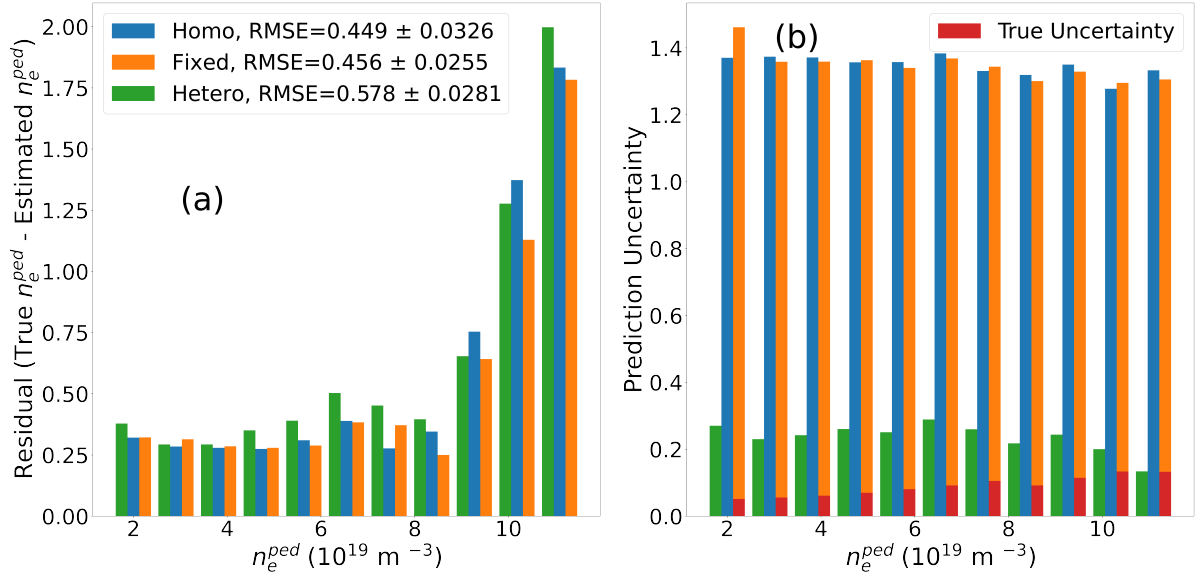 Residual (True n_e^ped - Estimated n_e^ped)
2.00
1.75
1.50
1.25
1.00
0.75
0.50
0.25
0.00
Homo, RMSE=0.449 ± 0.0326
Fixed, RMSE=0.456 ± 0.0255
Hetero, RMSE=0.578 ± 0.0281
(a)
2 4 6 8 10
n_e^ped (10^19 m ^−3)
Prediction Uncertainty
1.4
1.2
1.0
0.8
0.6
0.4
0.2
0.0
(b)
True Uncertainty
2 4 6 8 10
n_e^ped (10^19 m ^−3)